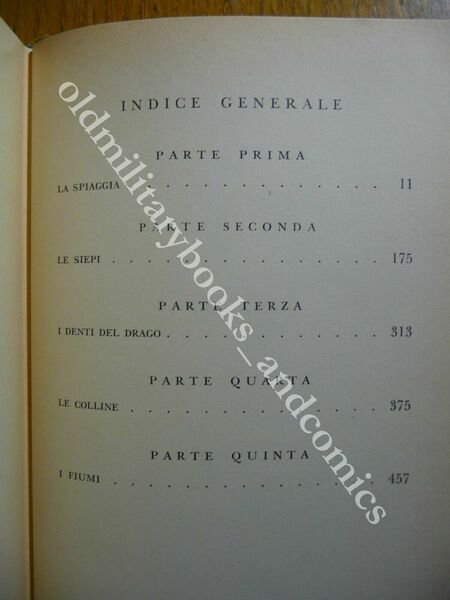 INDICE GENERALE
PARTE PRIMA
LA SPIAGGIA . . . . . . . . . . . . . 11
PARTE SECONDA
LE SIEPI . . . . . . . . . . . . . . 175
PARTE TERZA
I DENTI DEL DRAGO . . . . . . . . . . . 313
PARTE QUARTA
LE COLLINE . . . . . . . . . . . . . 375
PARTE QUINTA
I FIUMI . . . . . . . . . . . . . . 457
oldmilitarybooks_andcomics